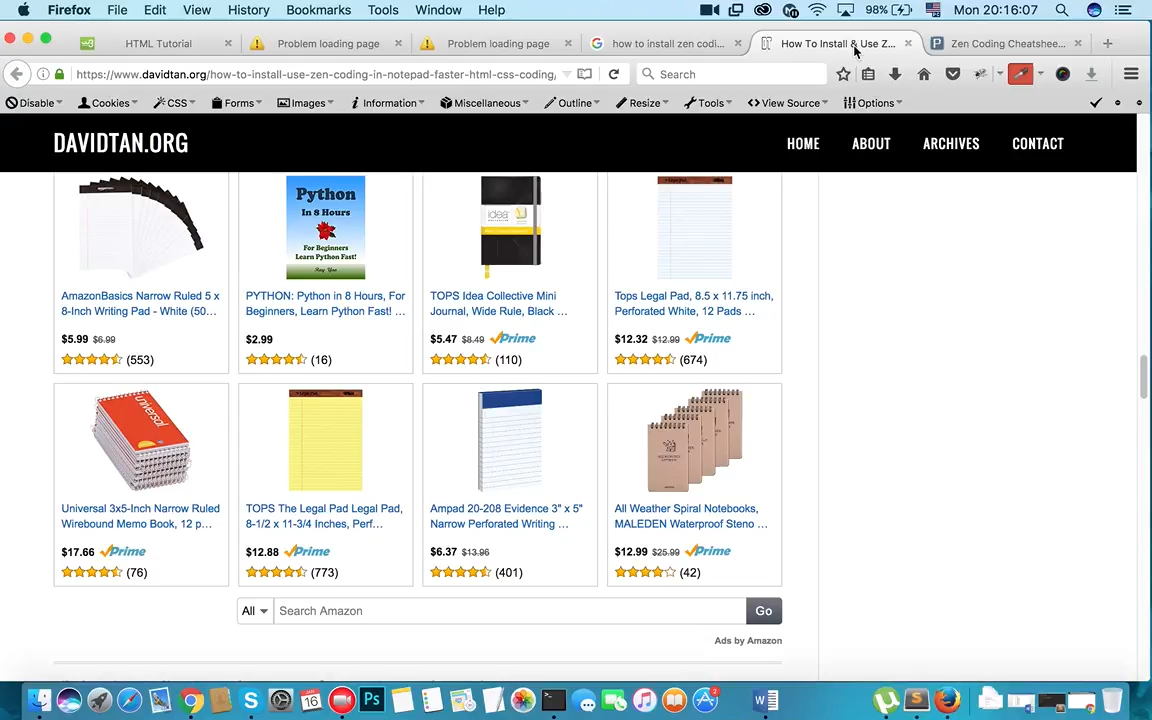 Firefox File Edit View History Bookmarks Tools Window Help 98% Mon 20:16:07
HTML Tutorial Problem loading page Problem loading page how to install zen codi... How To Install & Use Z... Zen Coding Cheatshee...
https://www.davidtan.org/how-to-install-use-zen-coding-in-notepad-faster-html-css-coding/ Search
Disable Cookies CSS Forms Images Information Miscellaneous Outline Resize Tools View Source Options
DAVIDTAN.ORG HOME ABOUT ARCHIVES CONTACT
Python
In 8 Hours
For Beginners
Learn Python Fast!
Ray Yao
idea
AmazonBasics Narrow Ruled 5 x
8-Inch Writing Pad - White (50...
$5.99 $6.99
(553)
PYTHON: Python in 8 Hours, For
Beginners, Learn Python Fast! ...
$2.99
(16)
TOPS Idea Collective Mini
Journal, Wide Rule, Black ...
$5.47 $8.49 Prime
(110)
Tops Legal Pad, 8.5 x 11.75 inch,
Perforated White, 12 Pads ...
$12.32 $12.99 Prime
(674)
UNIVERSAL
Universal 3x5-Inch Narrow Ruled
Wirebound Memo Book, 12 p...
$17.66 Prime
(76)
TOPS The Legal Pad Legal Pad,
8-1/2 x 11-3/4 Inches, Perf...
$12.88 Prime
(773)
Ampad 20-208 Evidence 3" x 5"
Narrow Perforated Writing ...
$6.37 $13.96
(401)
All Weather Spiral Notebooks,
MALEDEN Waterproof Steno ...
$12.99 $25.99 Prime
(42)
All Search Amazon Go
Ads by Amazon
JAN
16
Ps
W
2